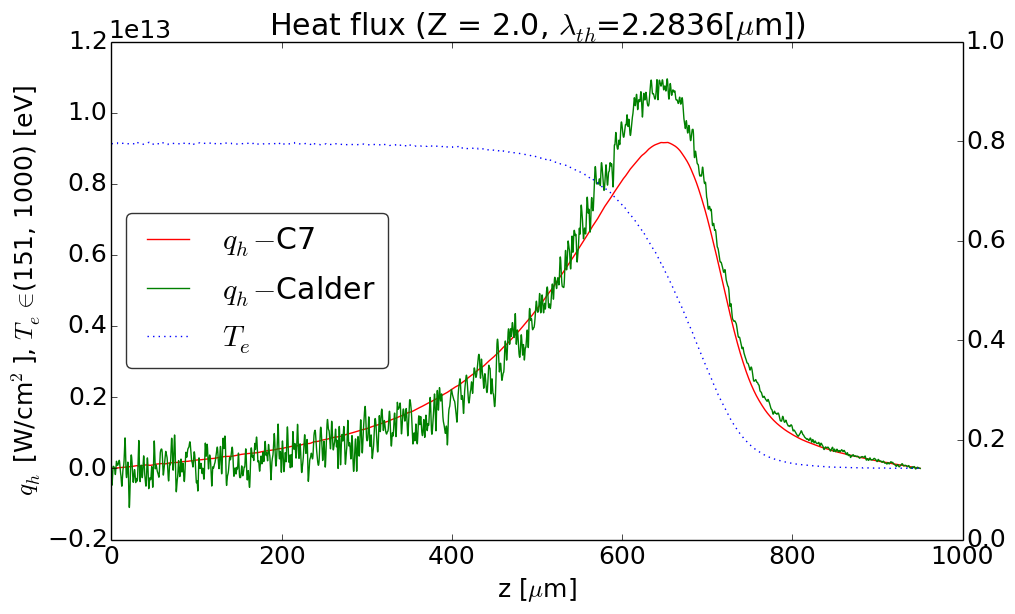 Heat flux (Z = 2.0, λth=2.2836[μm])
1e13
1.2
1.0
0.8
0.6
0.4
0.2
0.0
−0.2
qh [W/cm2 ], Te ∈(151, 1000) [eV]
qh −C7
qh −Calder
Te
1.0
0.8
0.6
0.4
0.2
0.0
0 200 400 600 800 1000
z [μm]